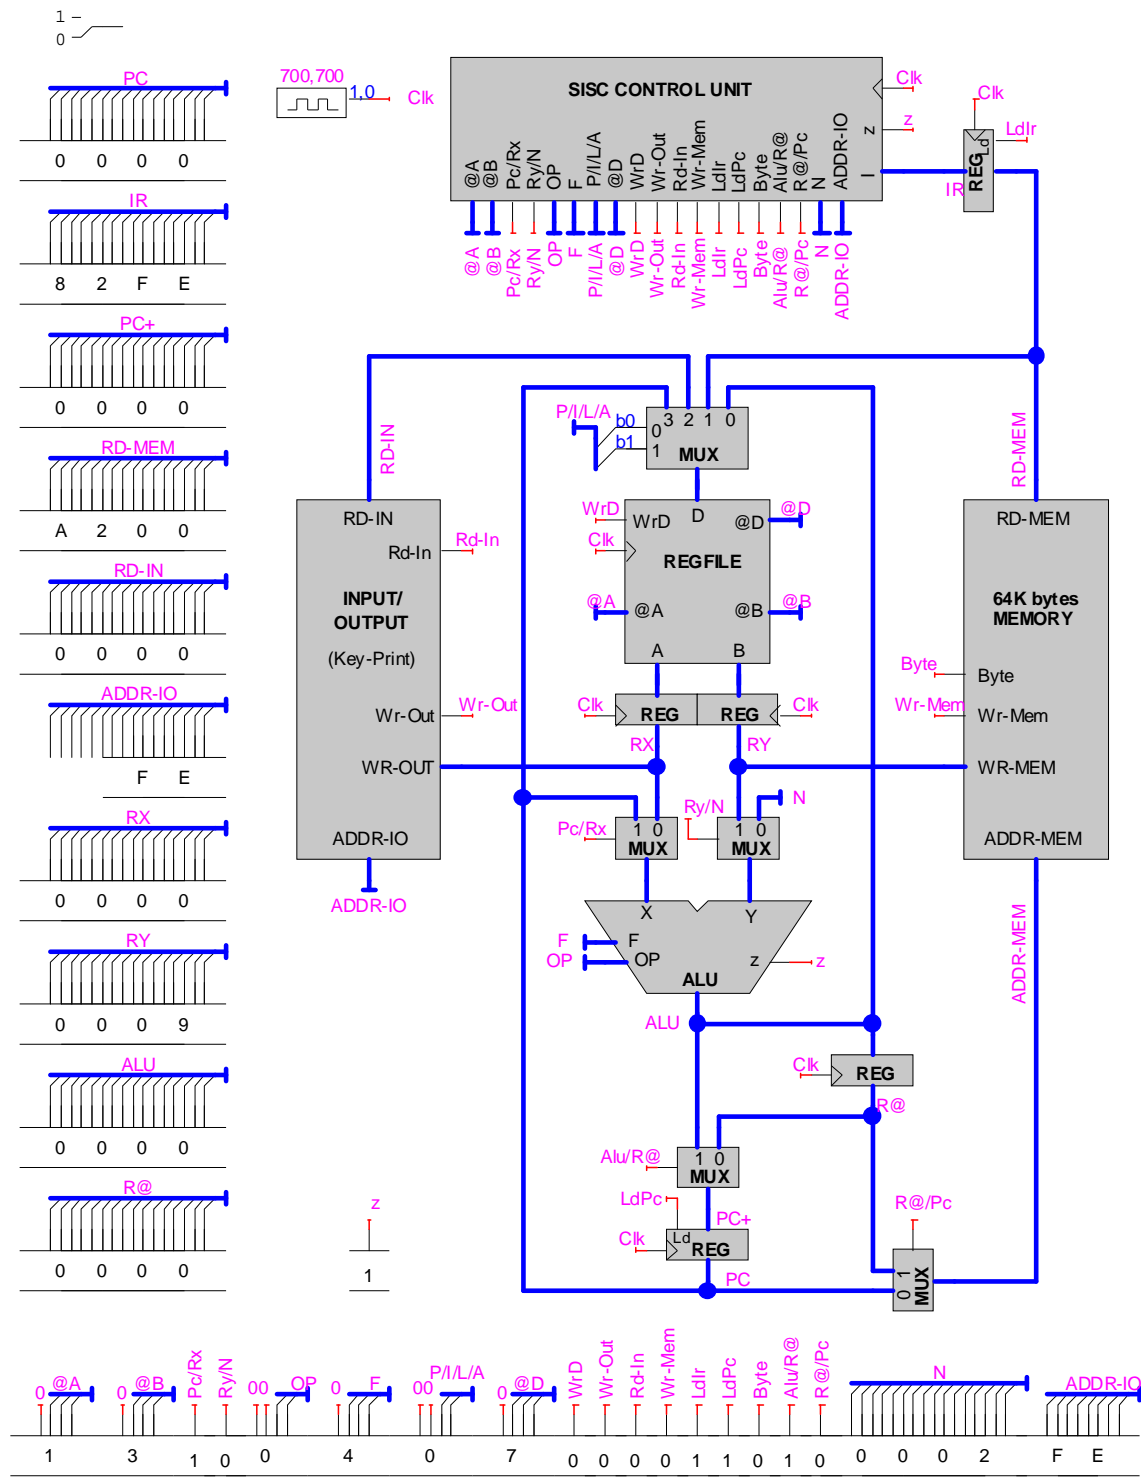 1
0
PC
0 0 0 0
IR
8 2 F E
PC+
0 0 0 0
RD-MEM
A 2 0 0
RD-IN
0 0 0 0
ADDR-IO
F E
RX
0 0 0 0
RY
0 0 0 9
ALU
0 0 0 0
R@
0 0 0 0
z
1
700,700
1,0
Clk
SISC CONTROL UNIT
Clk
z
z
ADDR-IO
I
@A
@B
Pc/Rx
Ry/N
OP
F
P/I/L/A
@D
WrD
Wr-Out
Rd-In
Wr-Mem
LdIr
LdPc
Byte
Alu/R@
R@/Pc
N
@A
@B
Pc/Rx
Ry/N
OP
F
P/I/L/A
@D
WrD
Wr-Out
Rd-In
Wr-Mem
LdIr
LdPc
Byte
Alu/R@
R@/Pc
N
ADDR-IO
Clk
LdIr
REG
Ld
IR
P/I/L/A
b0
b1
0
1
3 2 1 0
MUX
RD-IN
RD-MEM
WrD
Clk
WrD
D
@D
@D
REGFILE
@A
@A
@B
@B
A
B
RD-IN
Rd-In
Rd-In
INPUT/
OUTPUT
(Key-Print)
Wr-Out
Wr-Out
WR-OUT
ADDR-IO
ADDR-IO
RD-MEM
64K bytes
MEMORY
Byte
Byte
Wr-Mem
Wr-Mem
WR-MEM
ADDR-MEM
ADDR-MEM
Clk
REG
REG
Clk
RX
RY
Pc/Rx
1 0
MUX
Ry/N
1 0
MUX
N
X
Y
F
F
OP
OP
z
z
ALU
ALU
Clk
REG
R@
Alu/R@
1 0
MUX
LdPc
PC+
Clk
Ld
REG
PC
R@/Pc
0 1
MUX
0 @A
1
0 @B
3
Pc/Rx
1
Ry/N
0
00 OP
0
0 F
4
00 P/I/L/A
0
0 @D
7
WrD
0
Wr-Out
0
Rd-In
0
Wr-Mem
0
LdIr
1
LdPc
1
Byte
0
Alu/R@
1
R@/Pc
0
N
0 0 0 2
ADDR-IO
F E